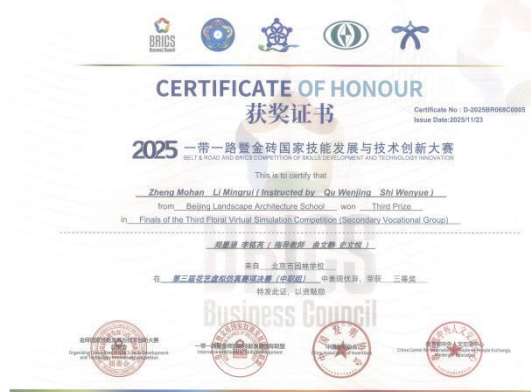 BRICS
Business Council
CERTIFICATE OF HONOUR
获奖证书
Certificate No : D-2025BR068C0005
Issue Date:2025/11/23
2025 一带一路暨金砖国家技能发展与技术创新大赛
BELT & ROAD AND BRICS COMPETITION OF SKILLS DEVELOPMENT AND TECHNOLOGY INNOVATION
This is to certify that
Zheng Mohan Li Mingrui ( Instructed by Qu Wenjing Shi Wenyue )
from Beijing Landscape Architecture School won Third Prize
in Finals of the Third Floral Virtual Simulation Competition (Secondary Vocational Group)
( 指导教师 曲文静 史文悦 )
来自 北京市园林学校
在 第三届花艺虚拟仿真赛项决赛（中职组） 中表现优异，荣获 三等奖
特发此证，以资鼓励
BRICS
Business Council